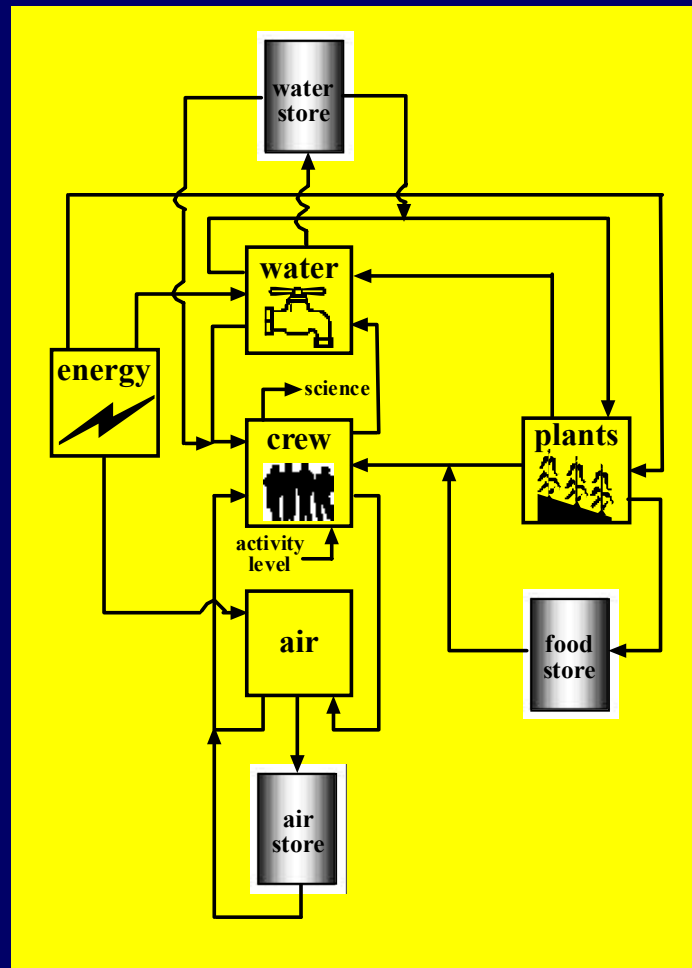 water
store
water
energy
science
crew
plants
activity
level
air
food
store
air
store